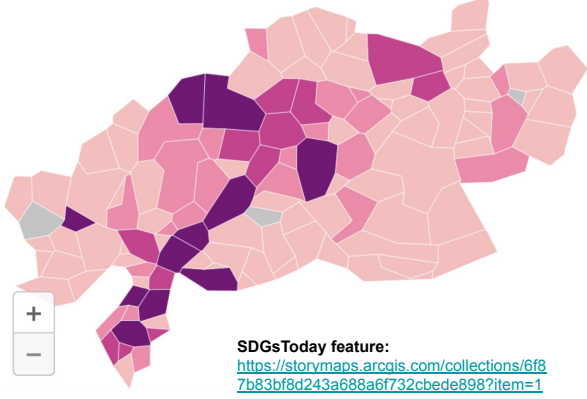 +
−
SDGsToday feature:
https://storymaps.arcgis.com/collections/6f8
7b83bf8d243a688a6f732cbede898?item=1